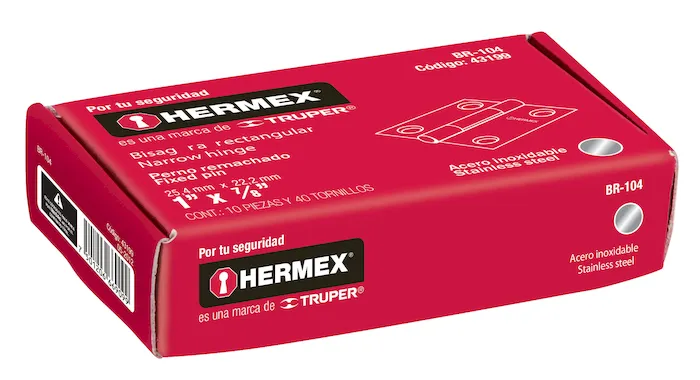 BR-104
Código: 43199
Por tu seguridad
HERMEX®
es una marca de TRUPER®
Bisag ra rectangular
Narrow hinge
Perno remachado
Fixed pin
25.4 mm x 22.2 mm
1" x 7/8"
CONT.: 10 PIEZAS Y 40 TORNILLOS
Acero inoxidable
Stainless steel
BR-104
Código: 43199
Por tu seguridad
HERMEX®
es una marca de TRUPER®
BR-104
Acero inoxidable
Stainless steel